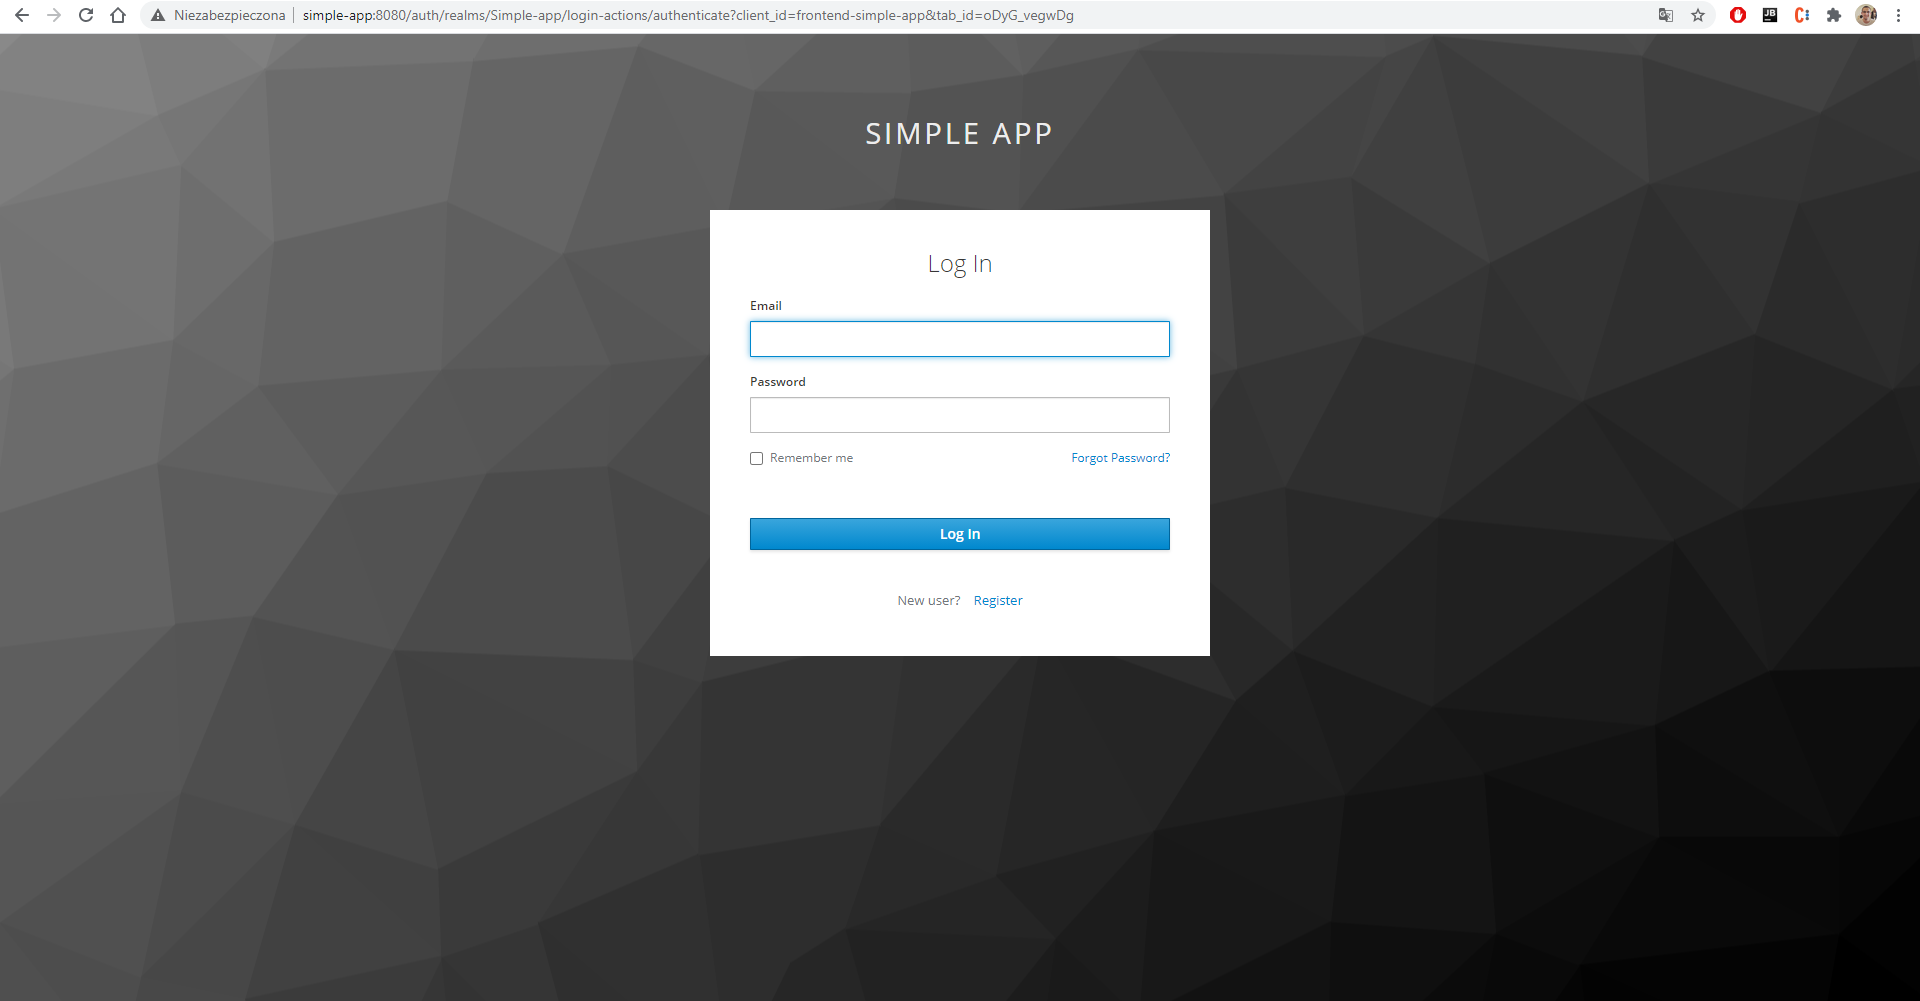 Niezabezpieczona simple-app:8080/auth/realms/Simple-app/login-actions/authenticate?client_id=frontend-simple-app&tab_id=oDyG_vegwDg
JB
SIMPLE APP
Log In
Email
Password
Remember me Forgot Password?
Log In
New user? Register